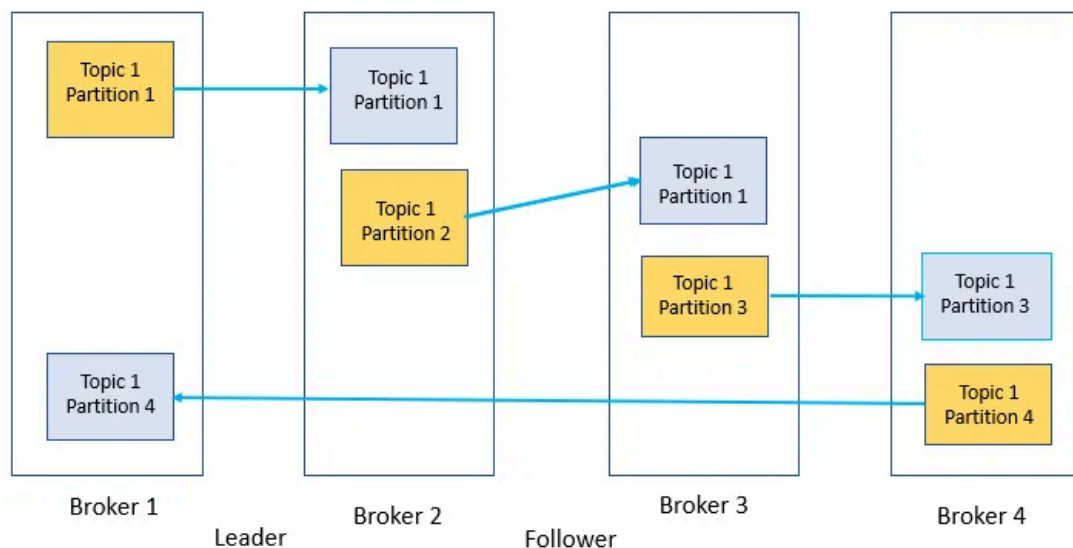 Topic 1
Partition 1
Topic 1
Partition 4
Broker 1
Topic 1
Partition 1
Topic 1
Partition 2
Broker 2
Topic 1
Partition 1
Topic 1
Partition 3
Broker 3
Topic 1
Partition 3
Topic 1
Partition 4
Broker 4
Leader
Follower